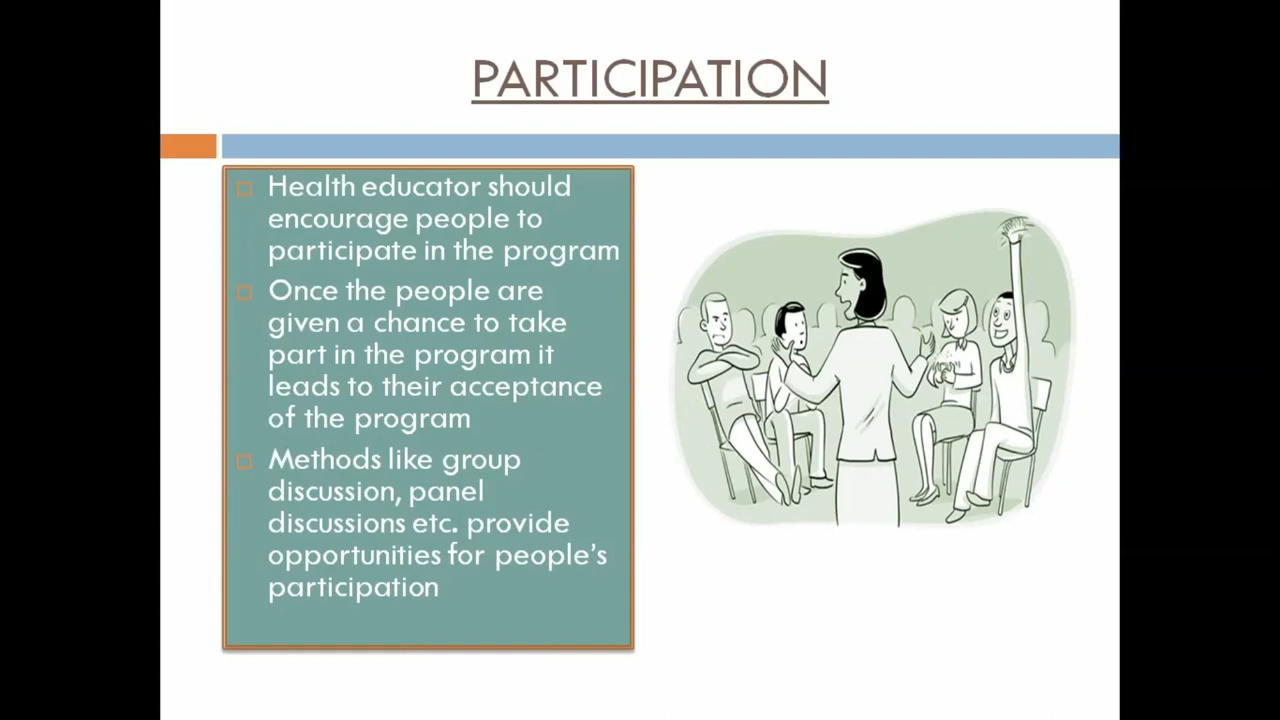 PARTICIPATION
Health educator should
encourage people to
participate in the program
Once the people are
given a chance to take
part in the program it
leads to their acceptance
of the program
Methods like group
discussion, panel
discussions etc. provide
opportunities for people's
participation